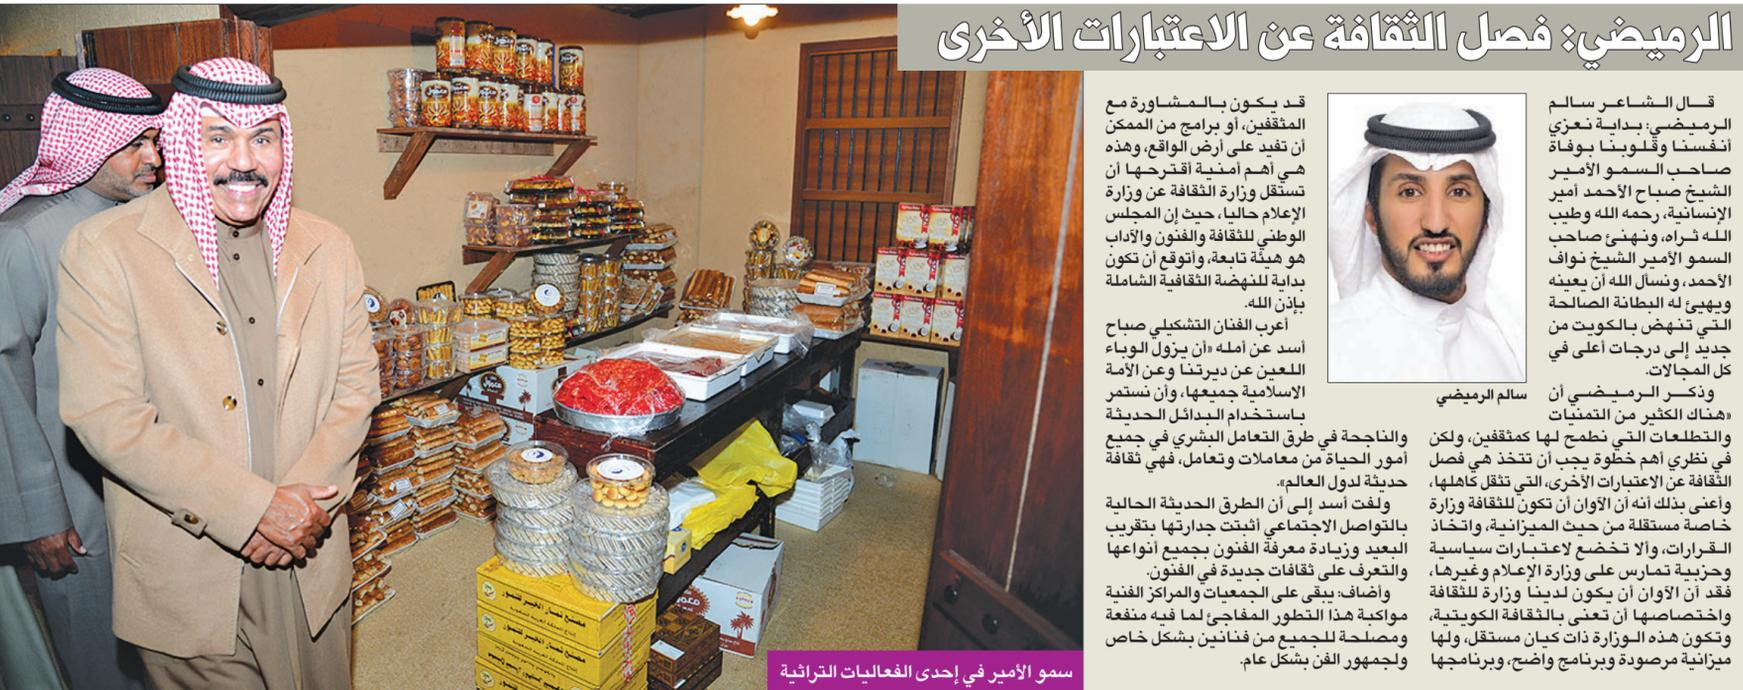 الرميضي: فصل الثقافة عن الاعتبارات الأخرى
قال الشاعر سالم
الرميضي: بداية نعزي
أنفسنا وقلوبنا بوفاة
صاحب السمو الأمير
الشيخ صباح الأحمد أمير
الإنسانية، رحمه الله وطيب
الله ثراه، ونهنئ صاحب
السمو الأمير الشيخ نواف
الأحمد، ونسأل الله أن يعينه
ويهيئ له البطانة الصالحة
التي تنهض بالكويت من
جديد إلى درجات أعلى في
كل المجالات.
وذكر الرميضي أن
«هناك الكثير من التمنيات
والتطلعات التي نطمح لها كمثقفين، ولكن
في نظري أهم خطوة يجب أن تتخذ هي فصل
الثقافة عن الاعتبارات الأخرى، التي تثقل كاهلها،
وأعني بذلك أنه آن الآوان أن تكون للثقافة وزارة
خاصة مستقلة من حيث الميزانية، واتخاذ
القرارات، وألا تخضع لاعتبارات سياسية
وحزبية تمارس على وزارة الإعلام وغيرها،
فقد آن الآوان أن يكون لدينا وزارة للثقافة
واختصاصها أن تعنى بالثقافة الكويتية،
وتكون هذه الوزارة ذات كيان مستقل، ولها
ميزانية مرصودة وبرنامج واضح، وبرنامجها
سالم الرميضي
قد يكون بالمشاورة مع
المثقفين، أو برامج من الممكن
أن تفيد على أرض الواقع، وهذه
هي أهم أمنية أقترحها أن
تستقل وزارة الثقافة عن وزارة
الإعلام حاليا، حيث إن المجلس
الوطني للثقافة والفنون والآداب
هو هيئة تابعة، وأتوقع أن تكون
بداية للنهضة الثقافية الشاملة
بإذن الله.
أعرب الفنان التشكيلي صباح
أسد عن أمله «أن يزول الوباء
اللعين عن ديرتنا وعن الأمة
الاسلامية جميعها، وأن نستمر
باستخدام البدائل الحديثة
والناجحة في طرق التعامل البشري في جميع
أمور الحياة من معاملات وتعامل، فهي ثقافة
حديثة لدول العالم».
ولفت أسد إلى أن الطرق الحديثة الحالية
بالتواصل الاجتماعي أثبتت جدارتها بتقريب
البعيد وزيادة معرفة الفنون بجميع أنواعها
والتعرف على ثقافات جديدة في الفنون.
وأضاف: يبقى على الجمعيات والمراكز الفنية
مواكبة هذا التطور المفاجئ لما فيه منفعة
ومصلحة للجميع من فنانين بشكل خاص
ولجمهور الفن بشكل عام.
سمو الأمير في إحدى الفعاليات التراثية